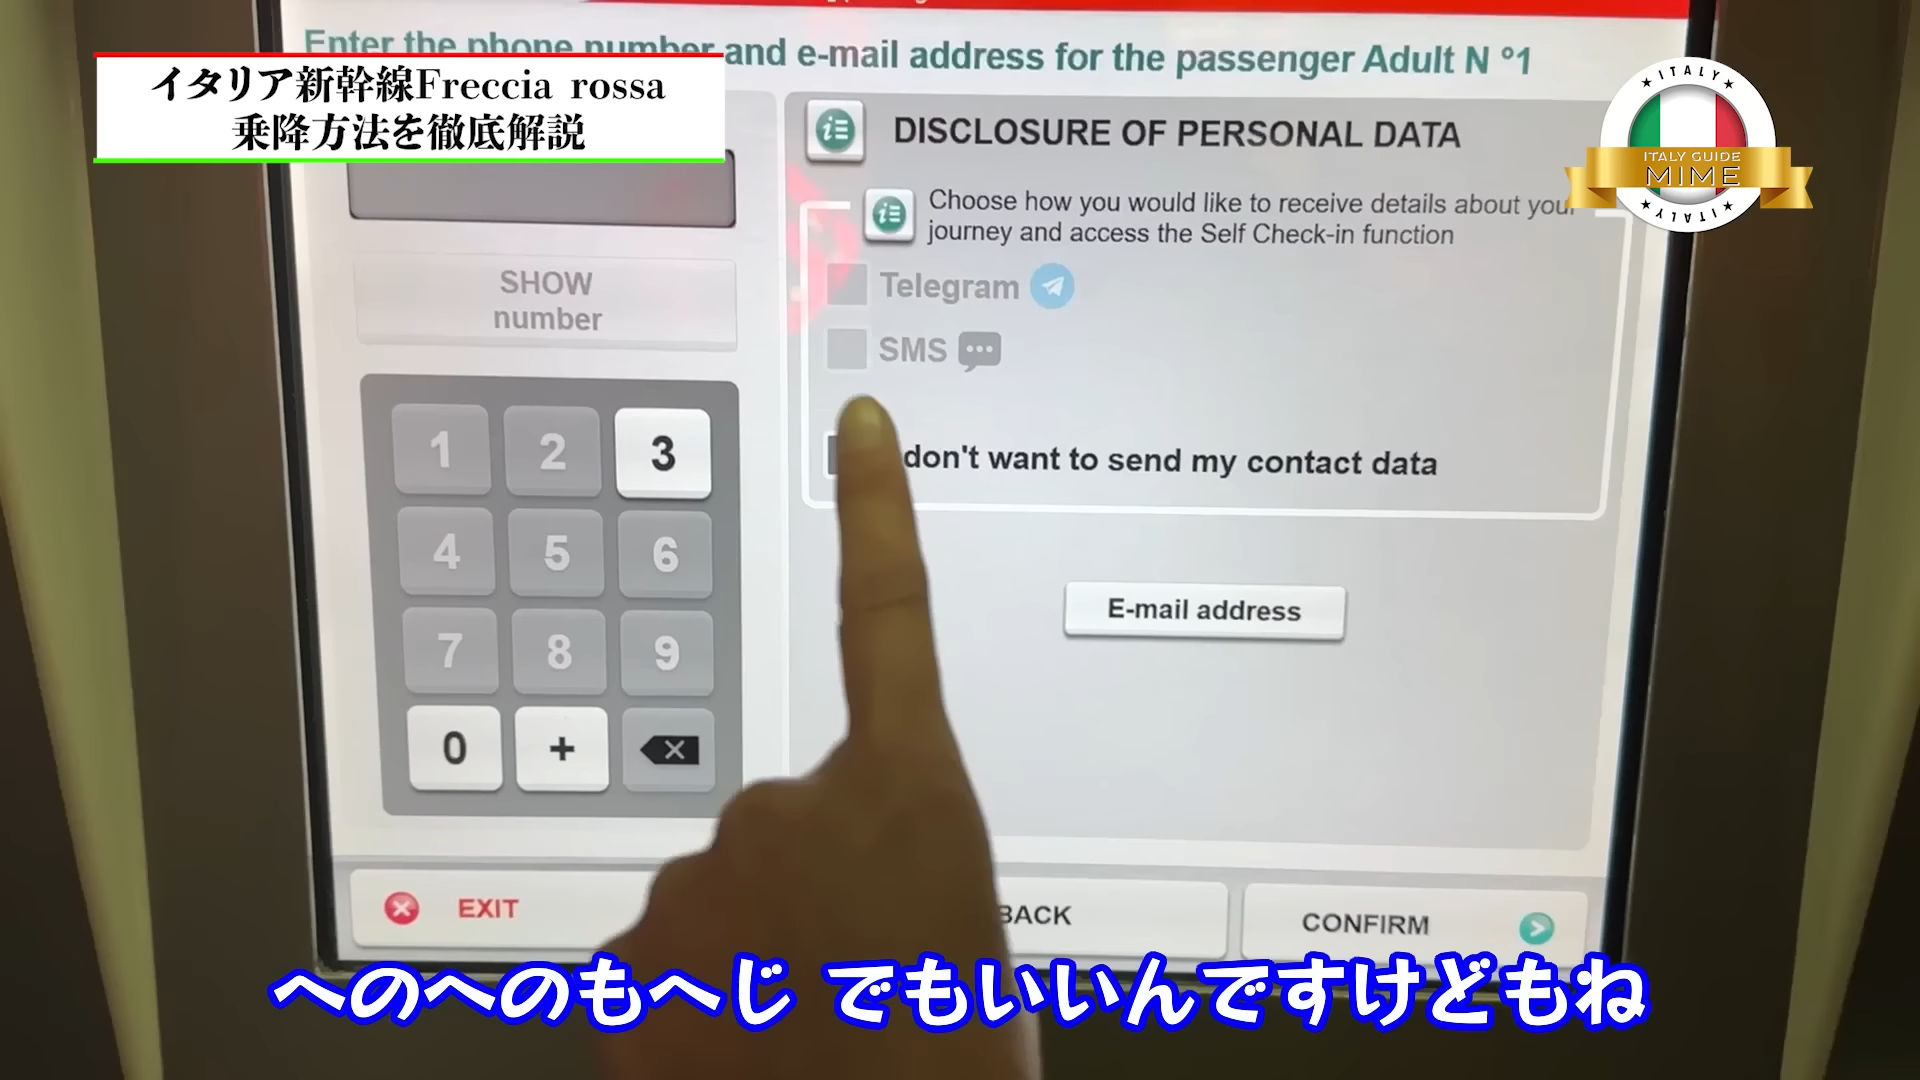 Enter the phone number and e-mail address for the passenger Adult N °1
イタリア新幹線Freccia rossa
乗降方法を徹底解説
DISCLOSURE OF PERSONAL DATA
Choose how you would like to receive details about your
journey and access the Self Check-in function
Telegram
SMS
don't want to send my contact data
E-mail address
SHOW
number
1 2 3
4 5 6
7 8 9
0 +
EXIT
BACK
CONFIRM
ITALY
ITALY GUIDE
MIME
ITALY
へのへのもへじ でもいいんですけどもね